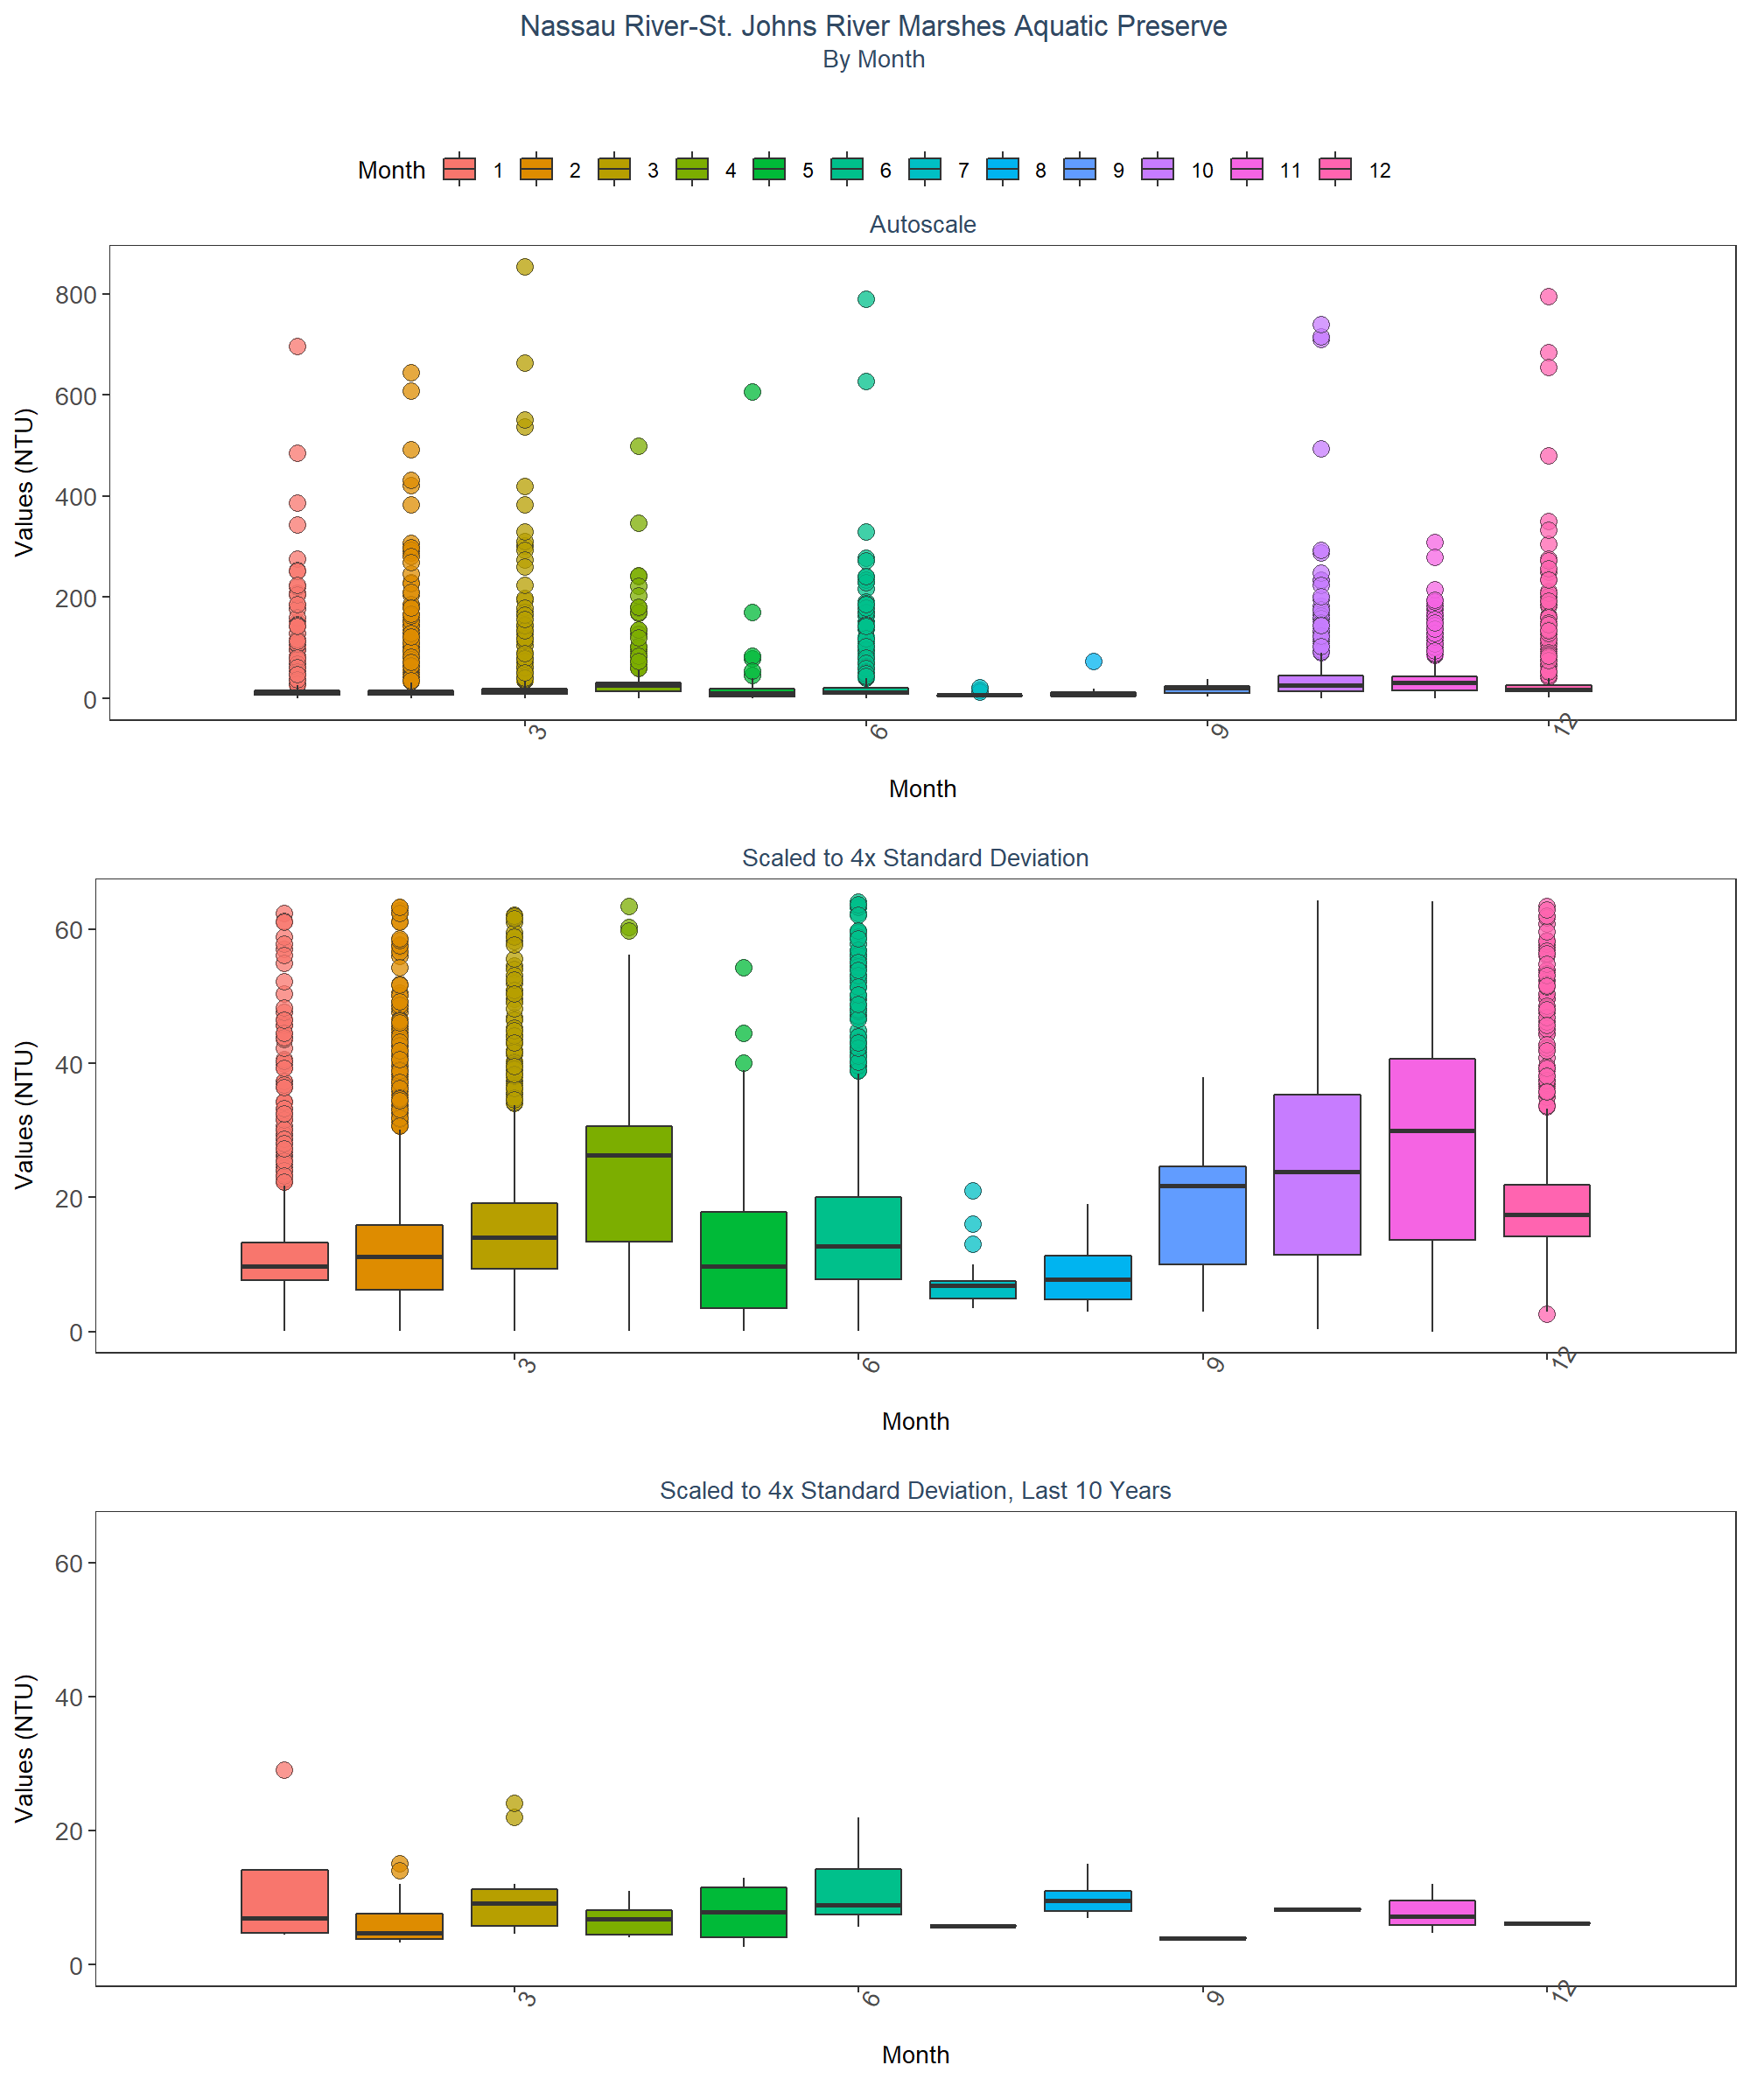 Nassau River-St. Johns River Marshes Aquatic Preserve
By Month
Month 1 2 3 4 5 6 7 8 9 10 11 12
Autoscale
Values (NTU)
800
600
400
200
0
3 6 9 12
Month
Scaled to 4x Standard Deviation
Values (NTU)
60
40
20
0
3 6 9 12
Month
Scaled to 4x Standard Deviation, Last 10 Years
Values (NTU)
60
40
20
0
3 6 9 12
Month